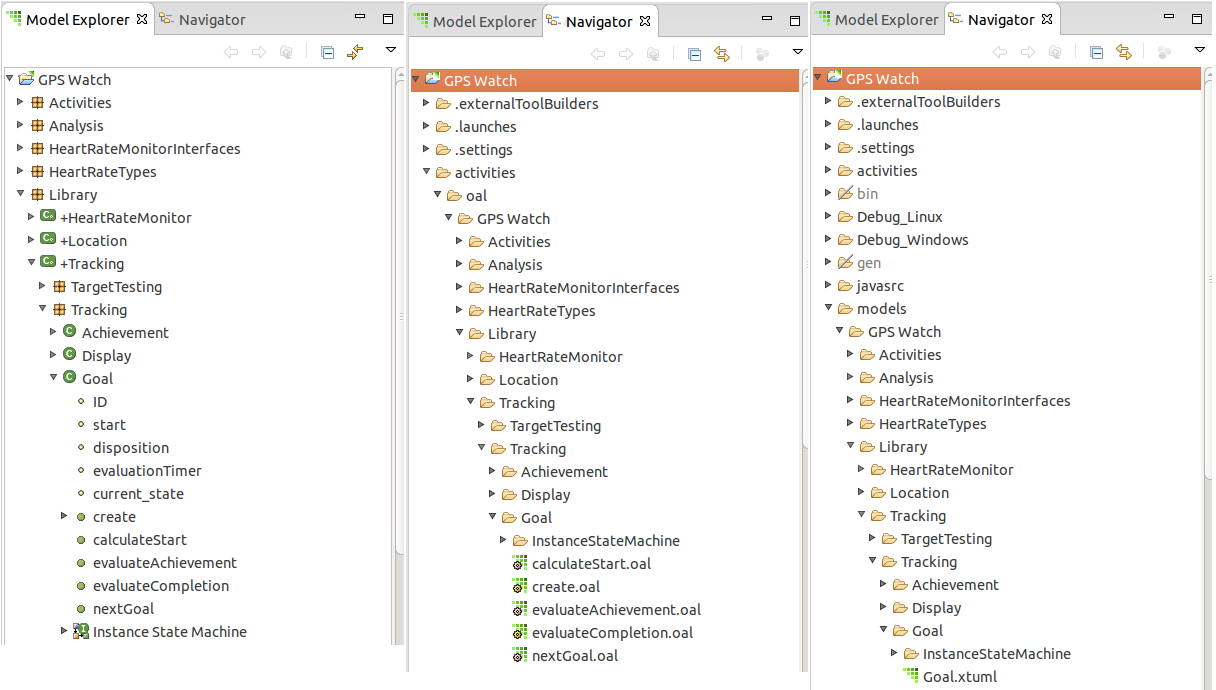 Model Explorer
Navigator
GPS Watch
Activities
Analysis
HeartRateMonitorInterfaces
HeartRateTypes
Library
+HeartRateMonitor
+Location
+Tracking
TargetTesting
Tracking
Achievement
Display
Goal
ID
start
disposition
evaluationTimer
current_state
create
calculateStart
evaluateAchievement
evaluateCompletion
nextGoal
Instance State Machine
Model Explorer
Navigator
GPS Watch
.externalToolBuilders
.launches
.settings
activities
oal
GPS Watch
Activities
Analysis
HeartRateMonitorInterfaces
HeartRateTypes
Library
HeartRateMonitor
Location
Tracking
TargetTesting
Tracking
Achievement
Display
Goal
InstanceStateMachine
calculateStart.oal
create.oal
evaluateAchievement.oal
evaluateCompletion.oal
nextGoal.oal
Model Explorer
Navigator
GPS Watch
.externalToolBuilders
.launches
.settings
activities
bin
Debug_Linux
Debug_Windows
gen
javasrc
models
GPS Watch
Activities
Analysis
HeartRateMonitorInterfaces
HeartRateTypes
Library
HeartRateMonitor
Location
Tracking
TargetTesting
Tracking
Achievement
Display
Goal
InstanceStateMachine
Goal.xtuml